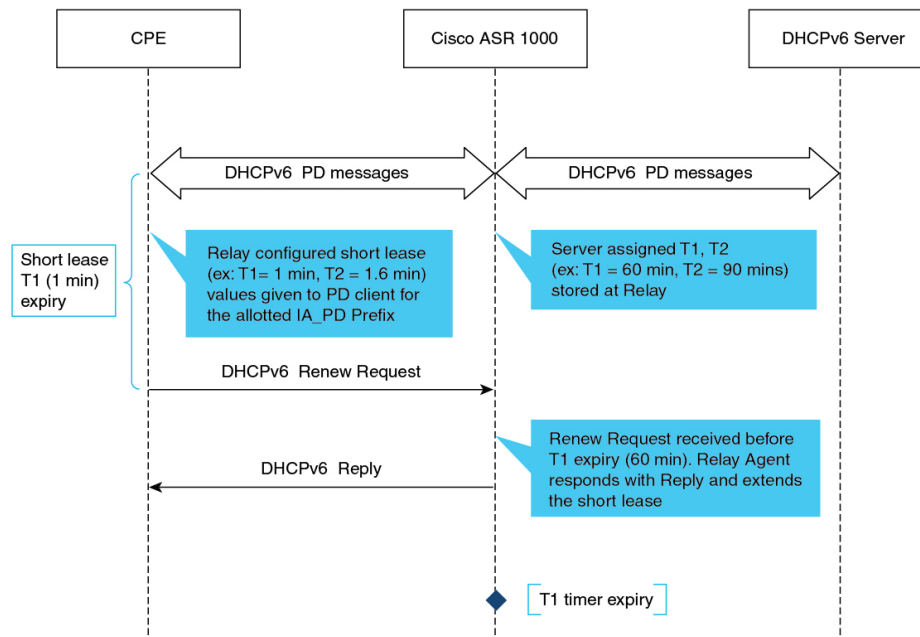 CPE
Cisco ASR 1000
DHCPv6 Server
DHCPv6 PD messages
DHCPv6 PD messages
Short lease
T1 (1 min)
expiry
Relay configured short lease
(ex: T1= 1 min, T2 = 1.6 min)
values given to PD client for
the allotted IA_PD Prefix
Server assigned T1, T2
(ex: T1 = 60 min, T2 = 90 mins)
stored at Relay
DHCPv6 Renew Request
Renew Request received before
T1 expiry (60 min). Relay Agent
responds with Reply and extends
the short lease
DHCPv6 Reply
T1 timer expiry